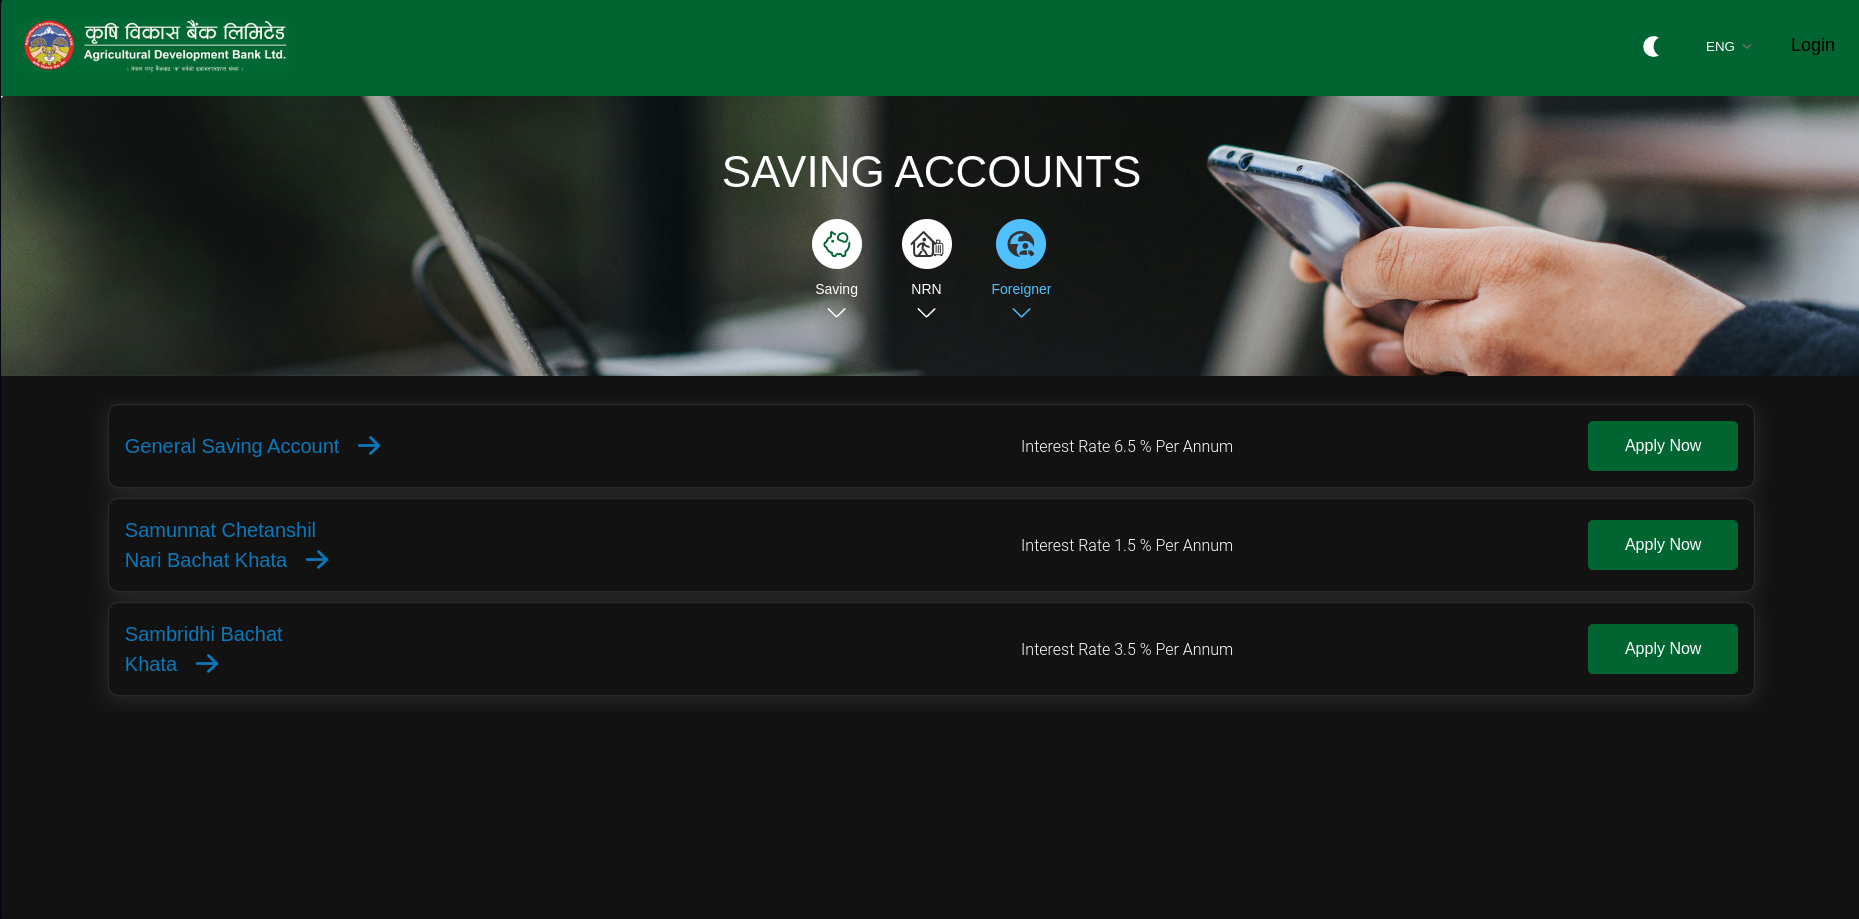 कृषि विकास बैंक लिमिटेड
Agricultural Development Bank Ltd.
ENG
Login
SAVING ACCOUNTS
Saving
NRN
Foreigner
General Saving Account
Interest Rate 6.5 % Per Annum
Apply Now
Samunnat Chetanshil
Nari Bachat Khata
Interest Rate 1.5 % Per Annum
Apply Now
Sambridhi Bachat
Khata
Interest Rate 3.5 % Per Annum
Apply Now